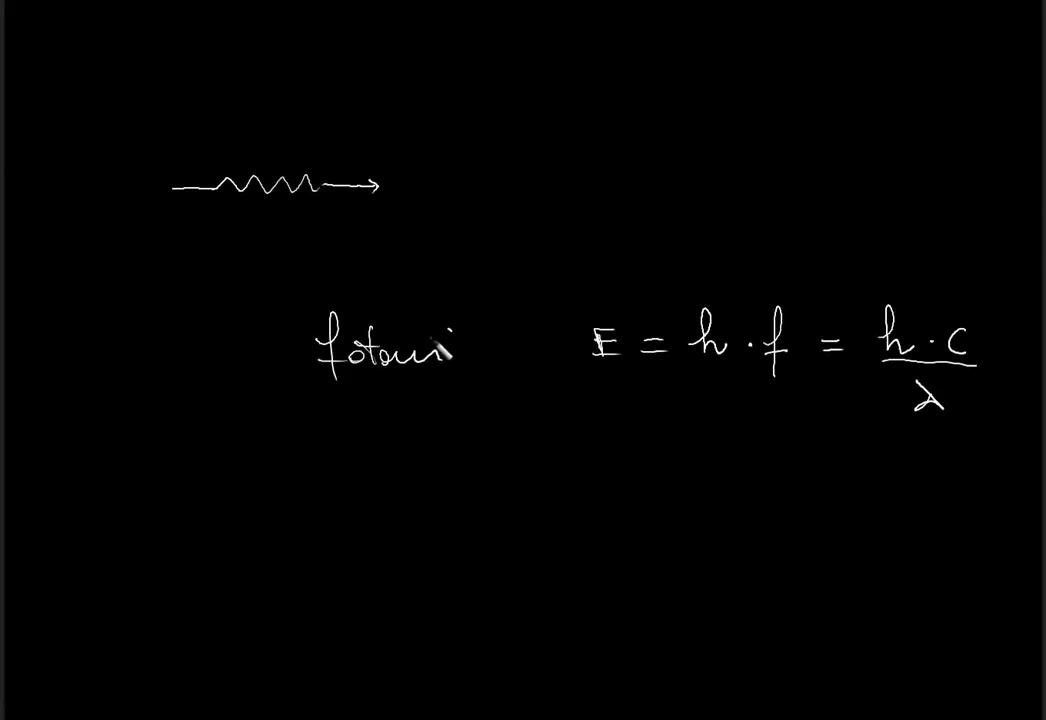 fotoni E = h · f = h · c / λ